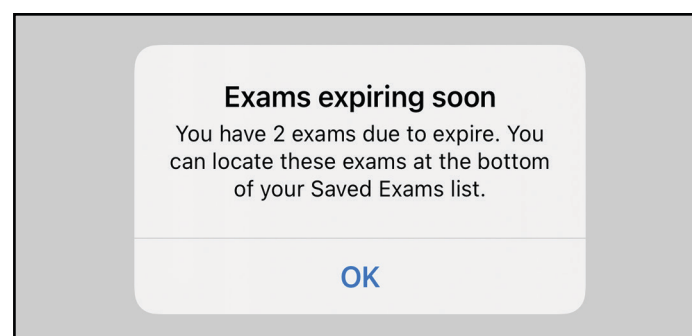 Exams expiring soon
You have 2 exams due to expire. You
can locate these exams at the bottom
of your Saved Exams list.
OK